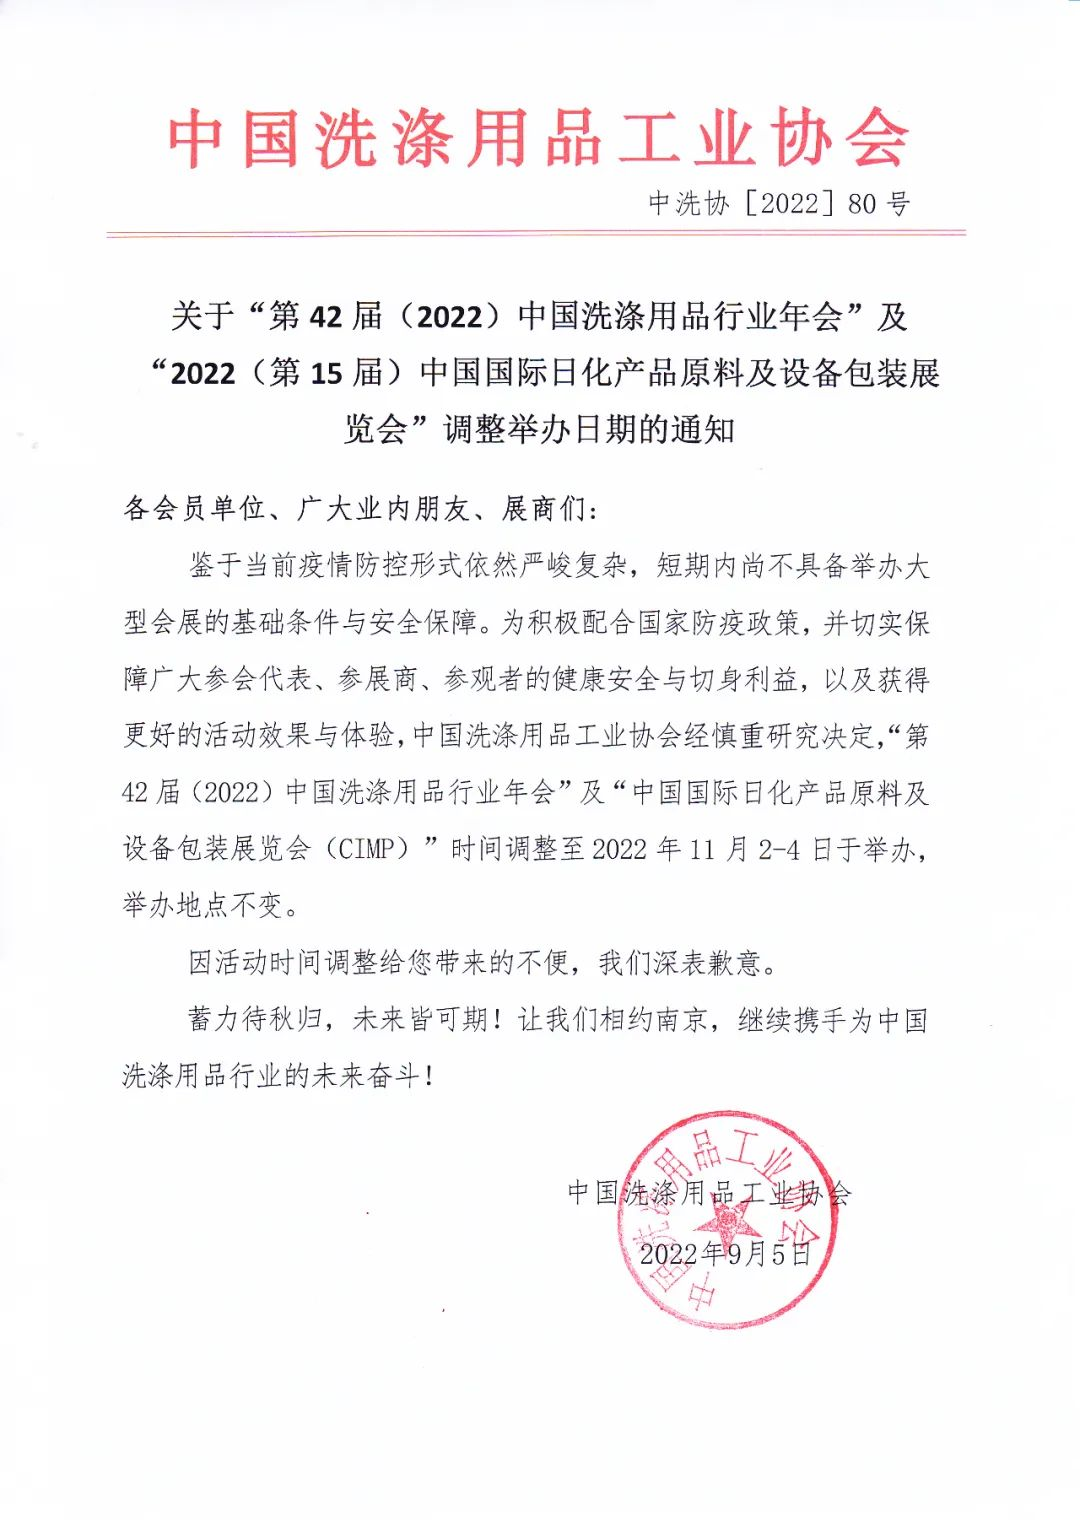 中国洗涤用品工业协会
中洗协［2022］80 号
关于“第 42 届（2022）中国洗涤用品行业年会”及
“2022（第 15 届）中国国际日化产品原料及设备包装展
览会”调整举办日期的通知
各会员单位、广大业内朋友、展商们：
鉴于当前疫情防控形式依然严峻复杂，短期内尚不具备举办大
型会展的基础条件与安全保障。为积极配合国家防疫政策，并切实保
障广大参会代表、参展商、参观者的健康安全与切身利益，以及获得
更好的活动效果与体验，中国洗涤用品工业协会经慎重研究决定，“第
42 届（2022）中国洗涤用品行业年会”及“中国国际日化产品原料及
设备包装展览会（CIMP）”时间调整至 2022 年 11 月 2-4 日于举办，
举办地点不变。
因活动时间调整给您带来的不便，我们深表歉意。
蓄力待秋归，未来皆可期！让我们相约南京，继续携手为中国
洗涤用品行业的未来奋斗！
中国洗涤用品工业协会
中国洗涤用品工业协会
2022年9月5日